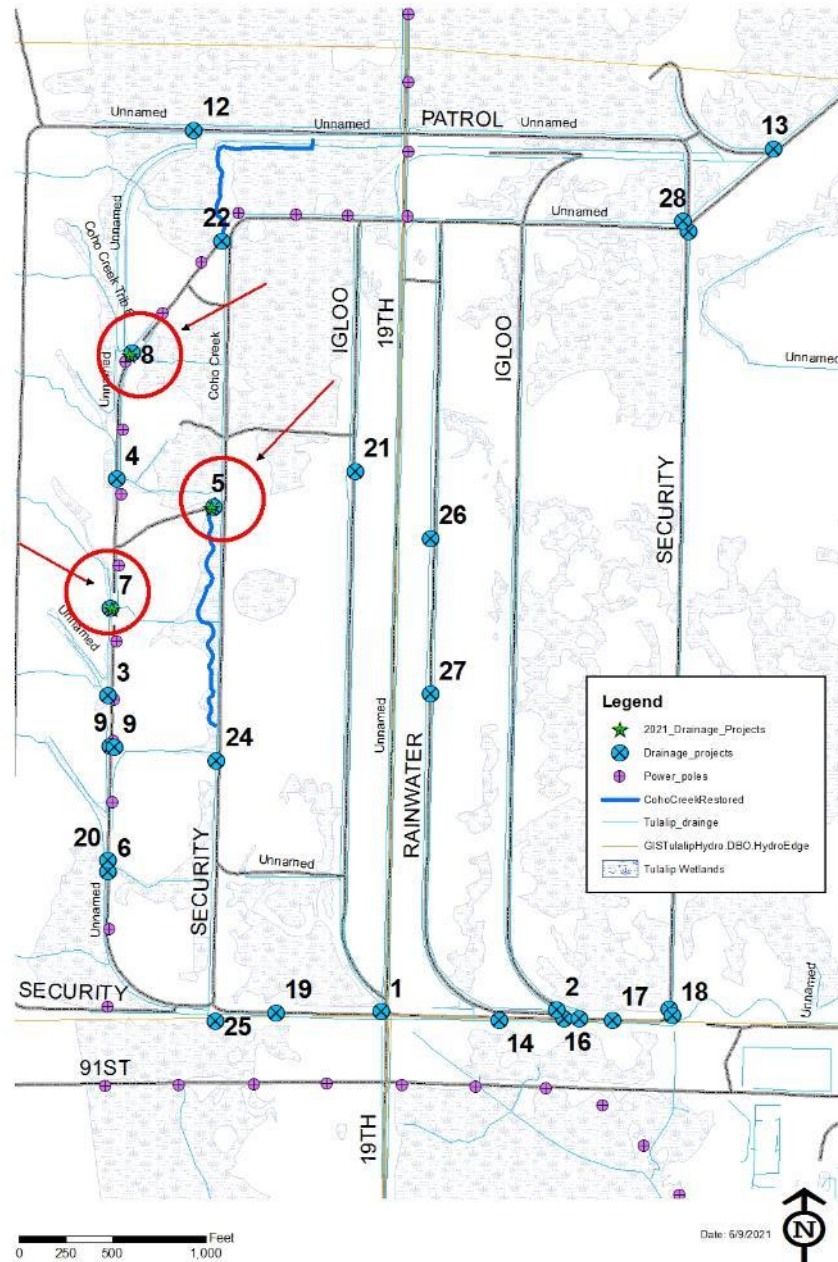 12
Unnamed
Unnamed
PATROL
Unnamed
13
28
Unnamed
22
Unnamed
Coho Creek Trib 8
IGLOO
19TH
IGLOO
Coho Creek
Unnamed
8
Unnamed
4
5
21
26
SECURITY
7
Unnamed
3
27
9
9
24
Unnamed
RAINWATER
20
6
Unnamed
SECURITY
Unnamed
SECURITY
19
1
2
17
18
Unnamed
25
14
16
91ST
19TH
Legend
2021_Drainage_Projects
Drainage_projects
Power_poles
CohoCreekRestored
Tulalip_drainge
GISTulalipHydro.DBO.HydroEdge
Tulalip Wetlands
Feet
0 250 500 1,000
Date: 6/9/2021
N